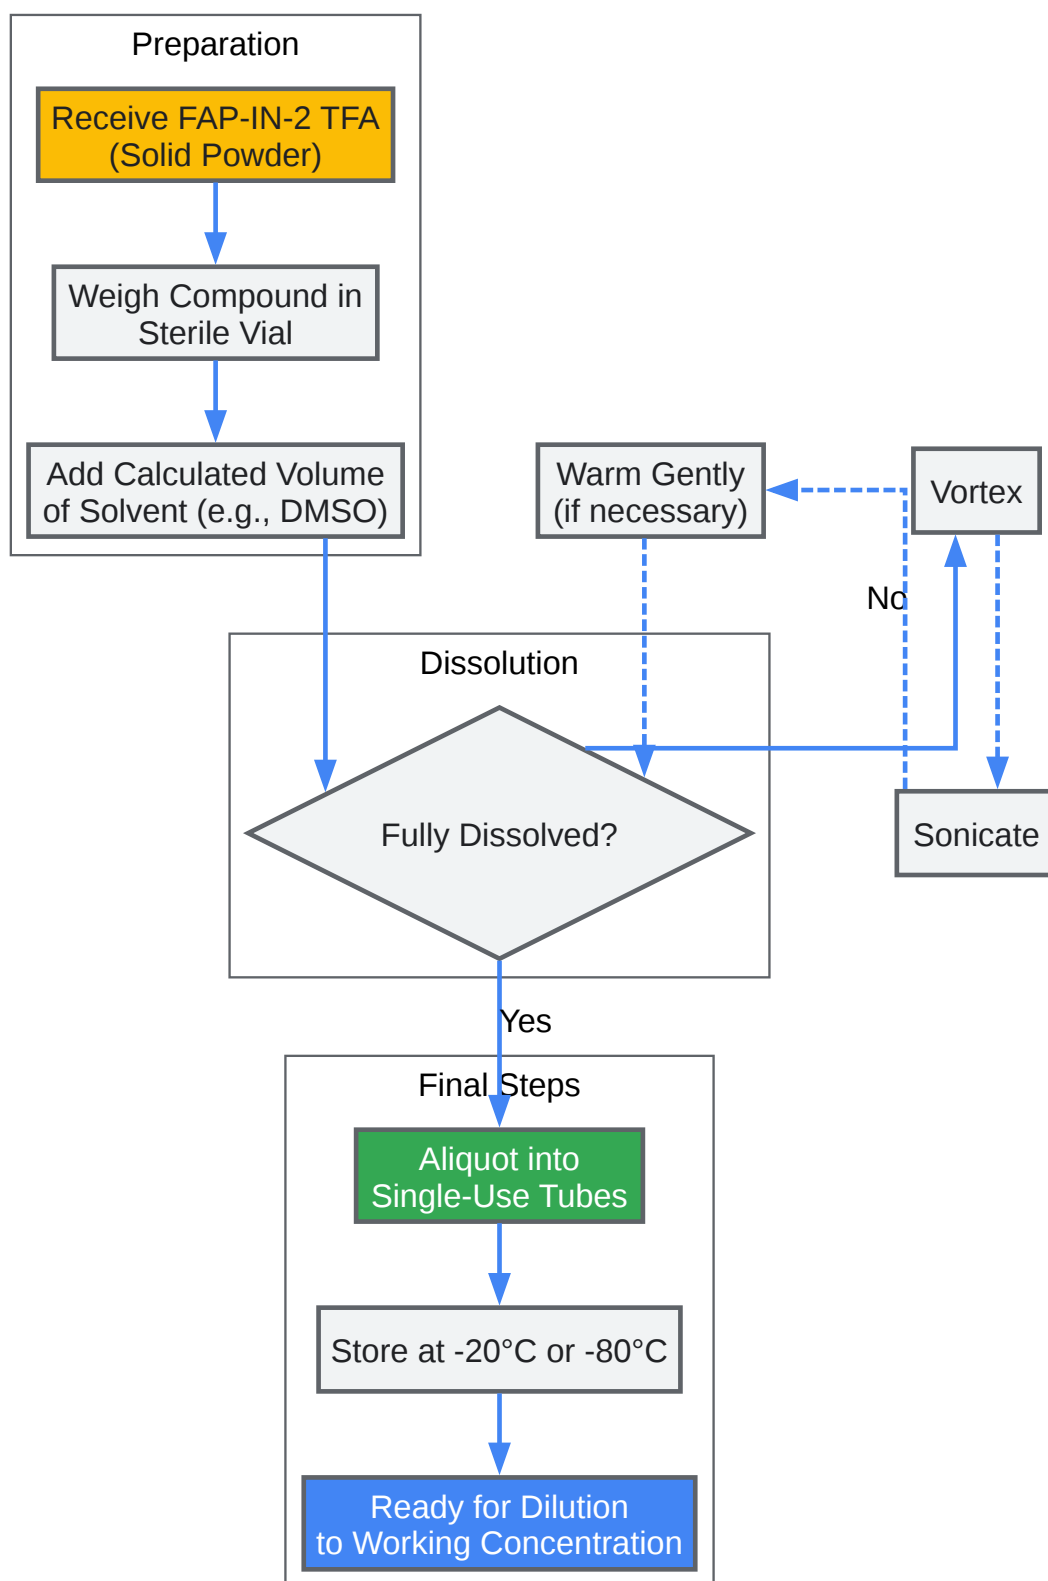 Preparation
Receive FAP-IN-2 TFA
(Solid Powder)
Weigh Compound in
Sterile Vial
Add Calculated Volume
of Solvent (e.g., DMSO)
Warm Gently
(if necessary)
Vortex
No
Dissolution
Fully Dissolved?
Sonicate
Yes
Final Steps
Aliquot into
Single-Use Tubes
Store at -20°C or -80°C
Ready for Dilution
to Working Concentration